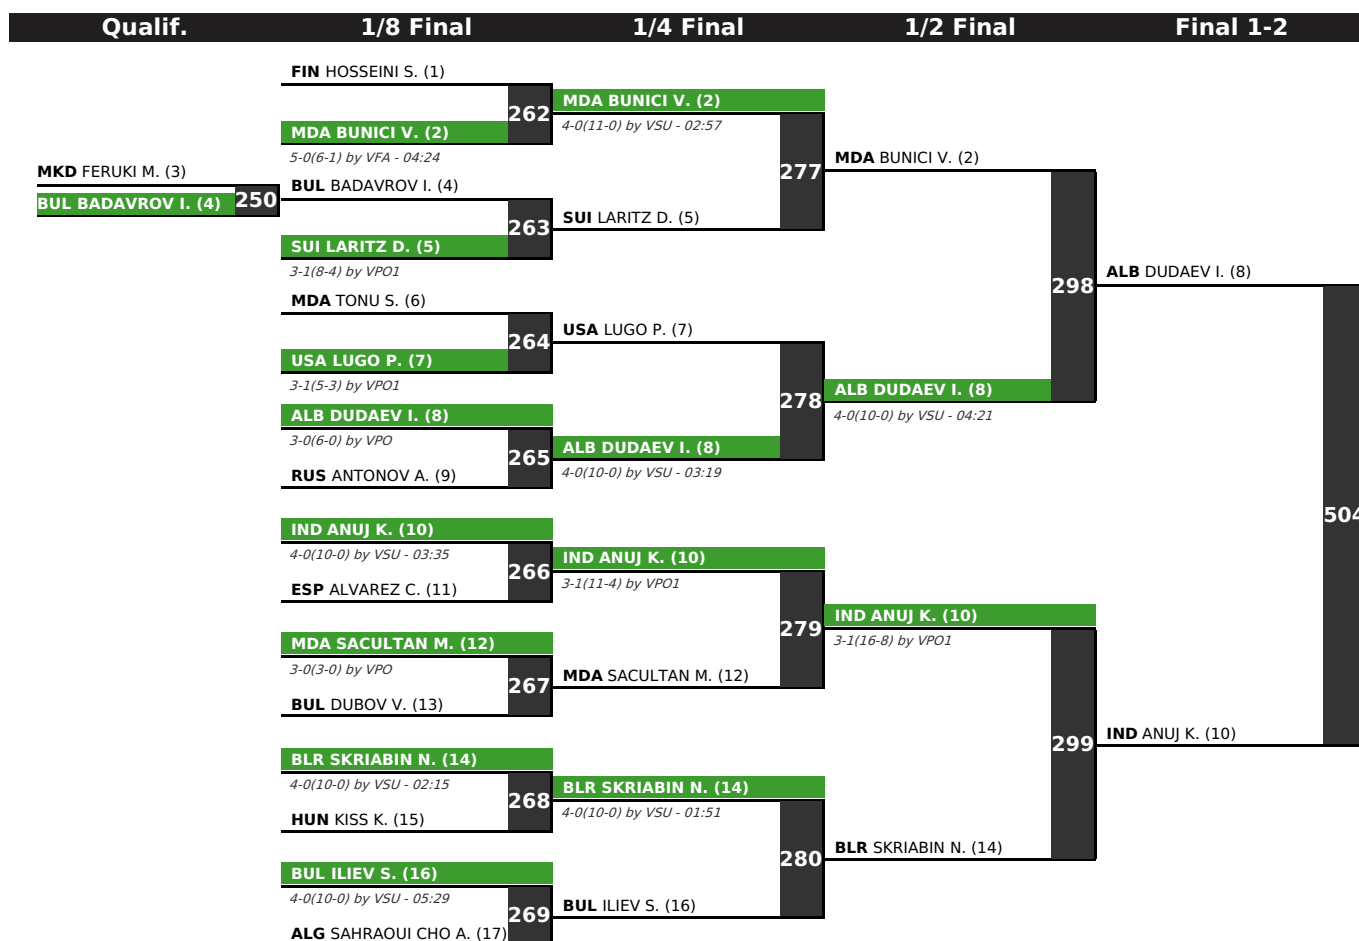 Qualif.
1/8 Final
1/4 Final
1/2 Final
Final 1-2
MKD FERUKI M. (3)
BUL BADAVROV I. (4)
250
FIN HOSSEINI S. (1)
262
MDA BUNICI V. (2)
5-0(6-1) by VFA - 04:24
BUL BADAVROV I. (4)
263
SUI LARITZ D. (5)
3-1(8-4) by VPO1
MDA TONU S. (6)
264
USA LUGO P. (7)
3-1(5-3) by VPO1
ALB DUDAEV I. (8)
3-0(6-0) by VPO
265
RUS ANTONOV A. (9)
IND ANUJ K. (10)
4-0(10-0) by VSU - 03:35
266
ESP ALVAREZ C. (11)
MDA SACULTAN M. (12)
3-0(3-0) by VPO
267
BUL DUBOV V. (13)
BLR SKRIABIN N. (14)
4-0(10-0) by VSU - 02:15
268
HUN KISS K. (15)
BUL ILIEV S. (16)
4-0(10-0) by VSU - 05:29
269
ALG SAHRAOUI CHO A. (17)
MDA BUNICI V. (2)
4-0(11-0) by VSU - 02:57
277
SUI LARITZ D. (5)
USA LUGO P. (7)
278
ALB DUDAEV I. (8)
4-0(10-0) by VSU - 03:19
IND ANUJ K. (10)
3-1(11-4) by VPO1
279
MDA SACULTAN M. (12)
BLR SKRIABIN N. (14)
4-0(10-0) by VSU - 01:51
280
BUL ILIEV S. (16)
MDA BUNICI V. (2)
298
ALB DUDAEV I. (8)
4-0(10-0) by VSU - 04:21
IND ANUJ K. (10)
3-1(16-8) by VPO1
299
BLR SKRIABIN N. (14)
ALB DUDAEV I. (8)
504
IND ANUJ K. (10)